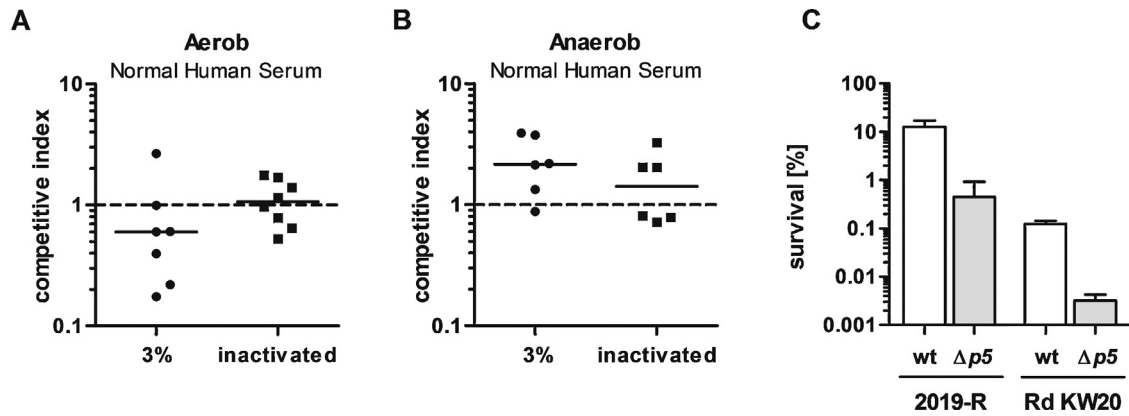 A
Aerob
Normal Human Serum
competitive index
10
1
0.1
3%
inactivated
B
Anaerob
Normal Human Serum
competitive index
10
1
0.1
3%
inactivated
C
survival [%]
100
10
1
0.1
0.01
0.001
wt
Δp5
wt
Δp5
2019-R
Rd KW20